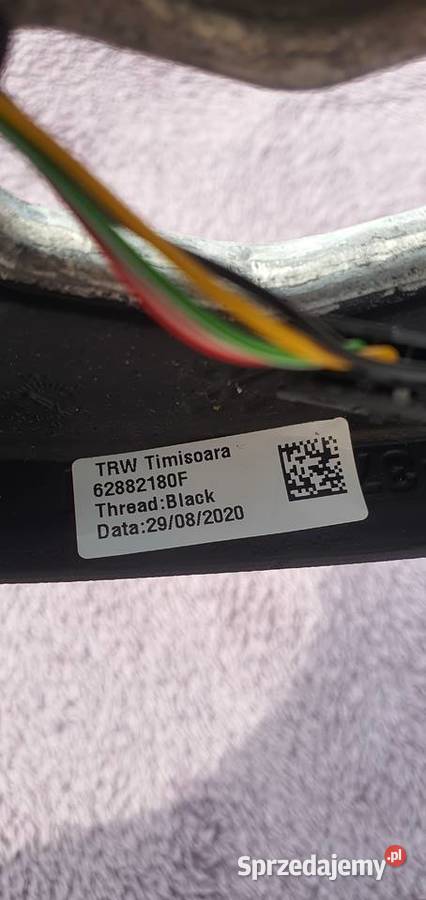 TRW Timisoara
62882180F
Thread:Black
Data:29/08/2020
Sprzedajemy.pl